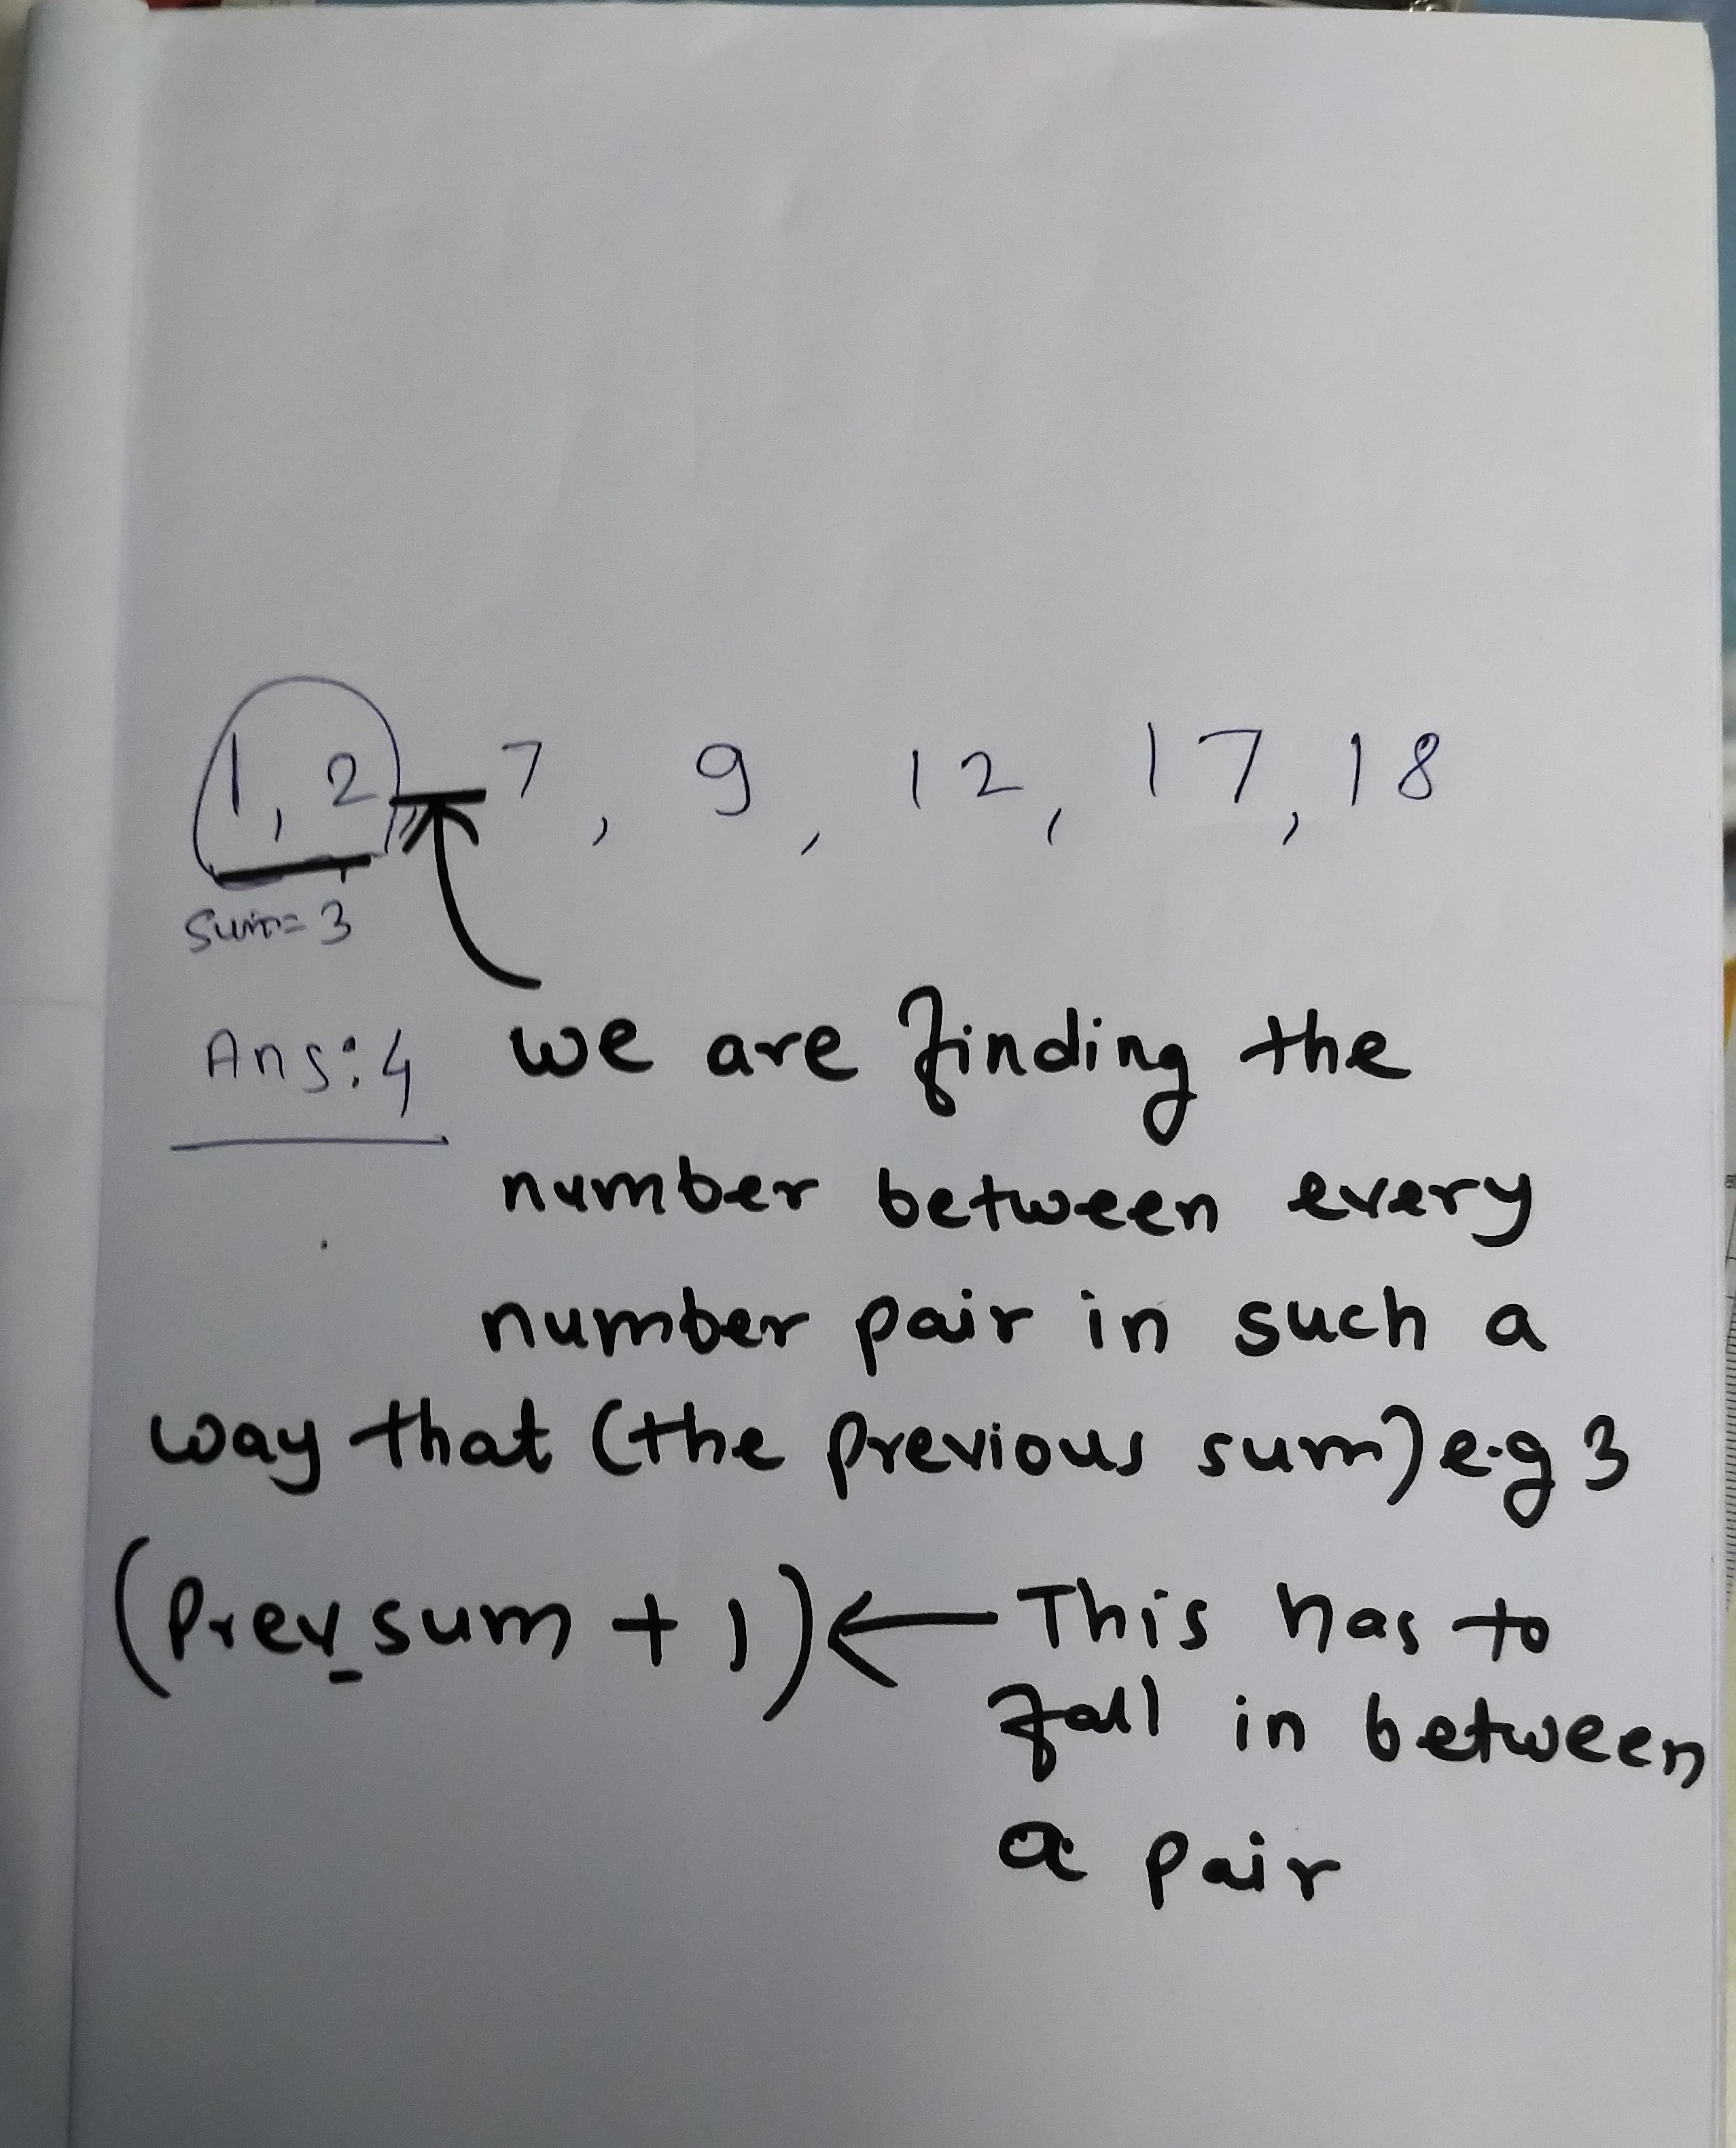 1, 2 7, 9, 12, 17, 18
Sum=3
Ans: 4
we are finding the
number between every
number pair in such a
way that (the previous sum) e.g 3
(Prev_sum + 1) ← This has to
fall in between
a pair